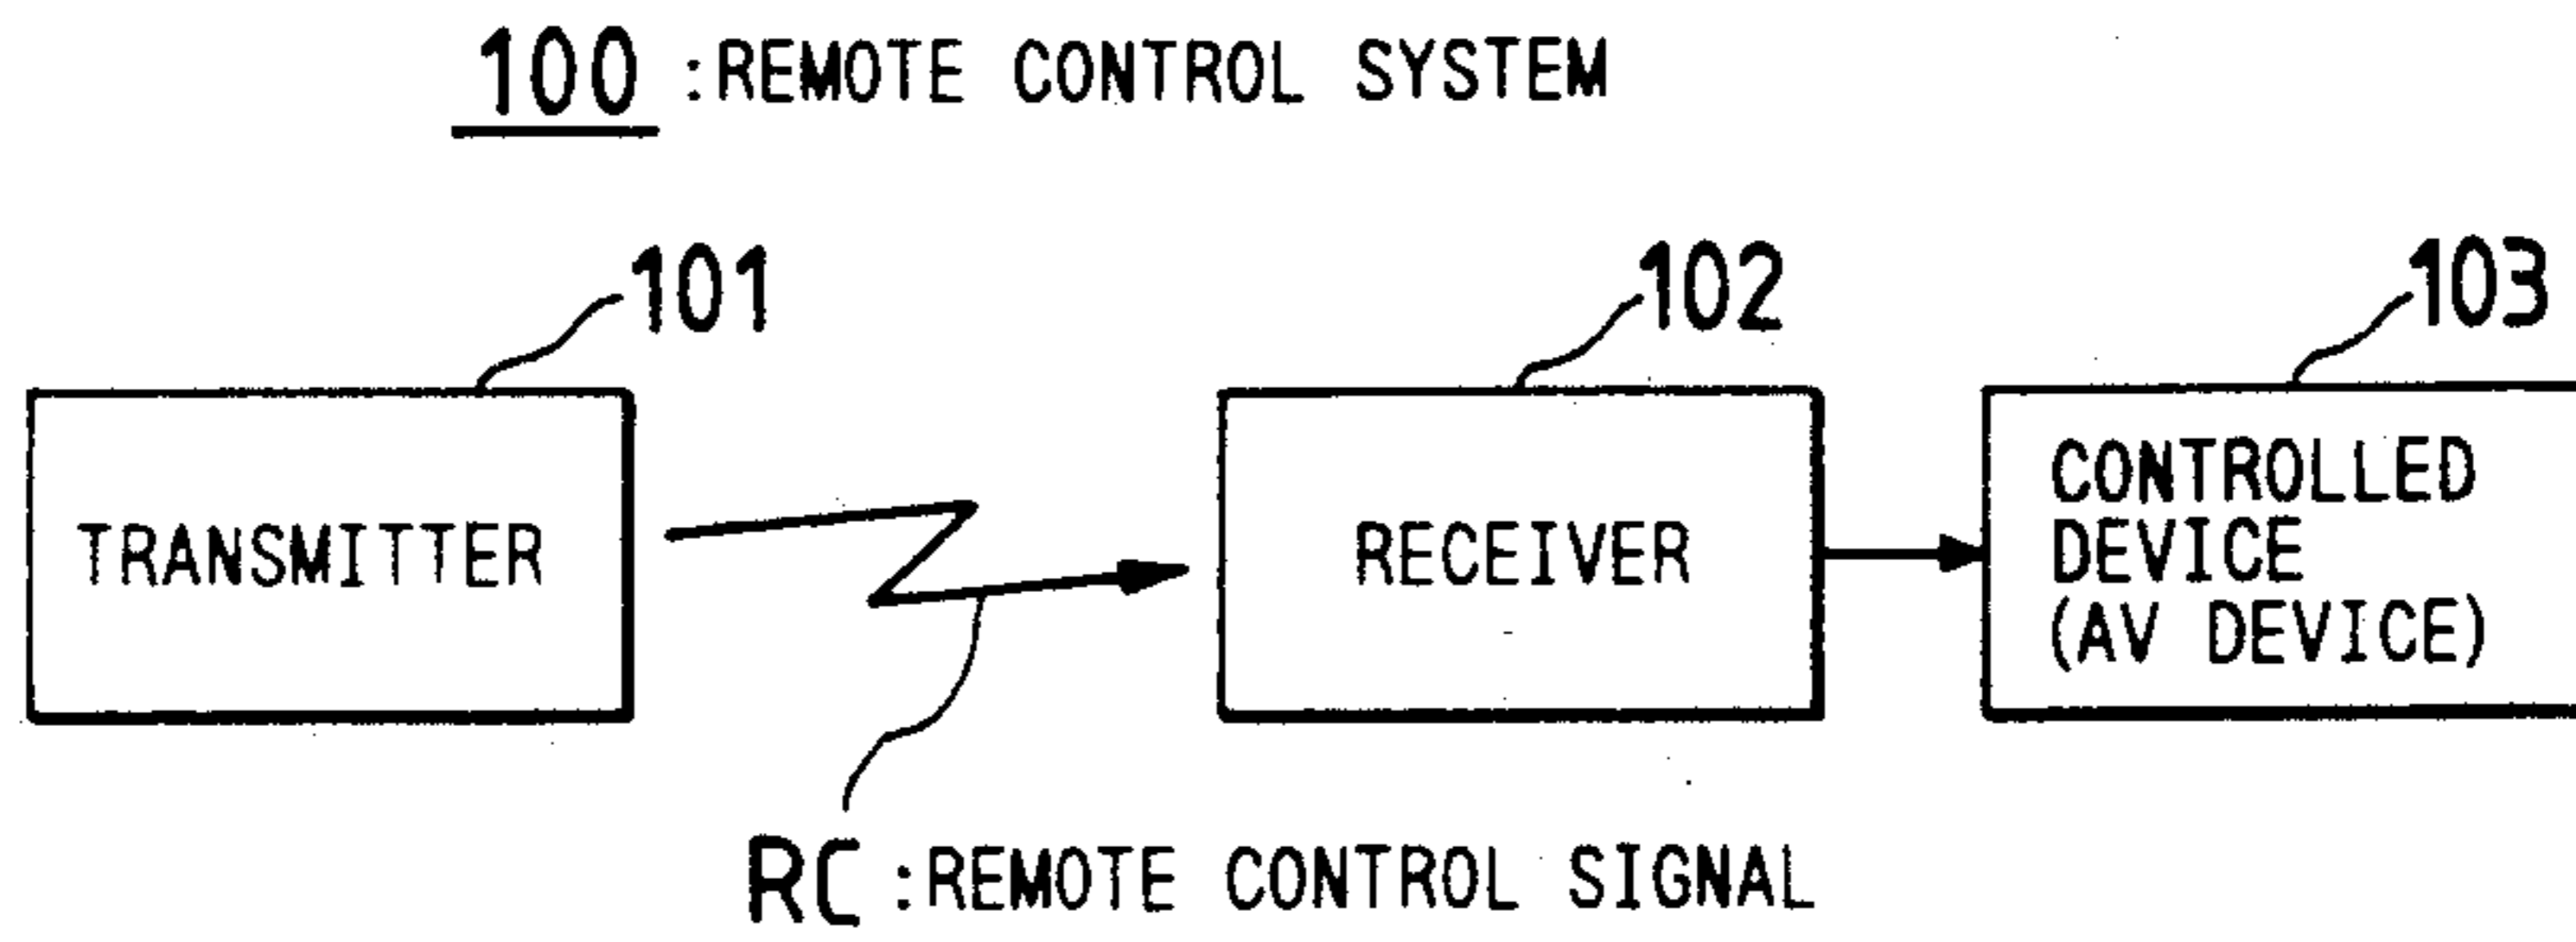 100 :REMOTE CONTROL SYSTEM
101
102
103
TRANSMITTER
RECEIVER
CONTROLLED
DEVICE
(AV DEVICE)
RC :REMOTE CONTROL SIGNAL